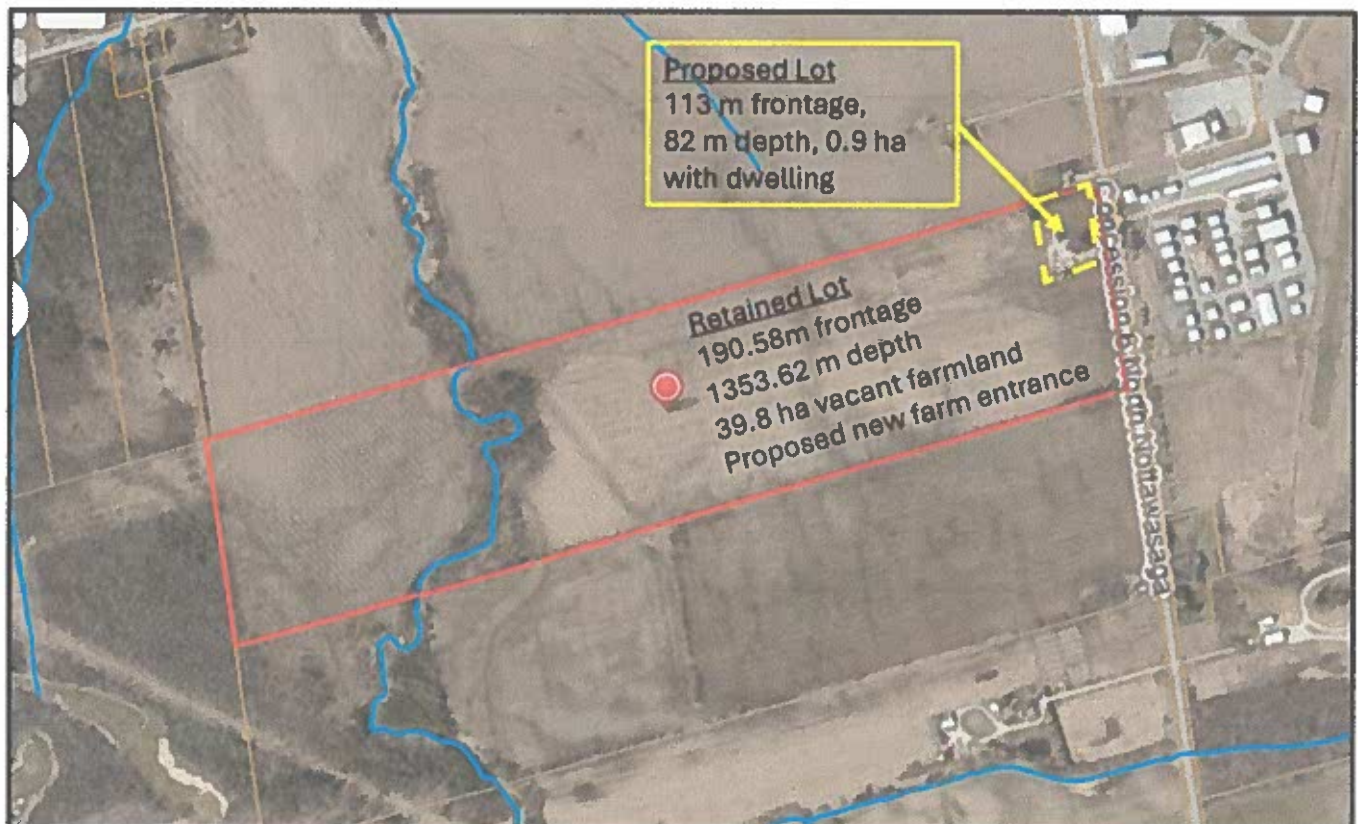 Proposed Lot
113 m frontage,
82 m depth, 0.9 ha
with dwelling
Retained Lot
190.58m frontage
1353.62 m depth
39.8 ha vacant farmland
Proposed new farm entrance
Concession 6 North Nottawasaga